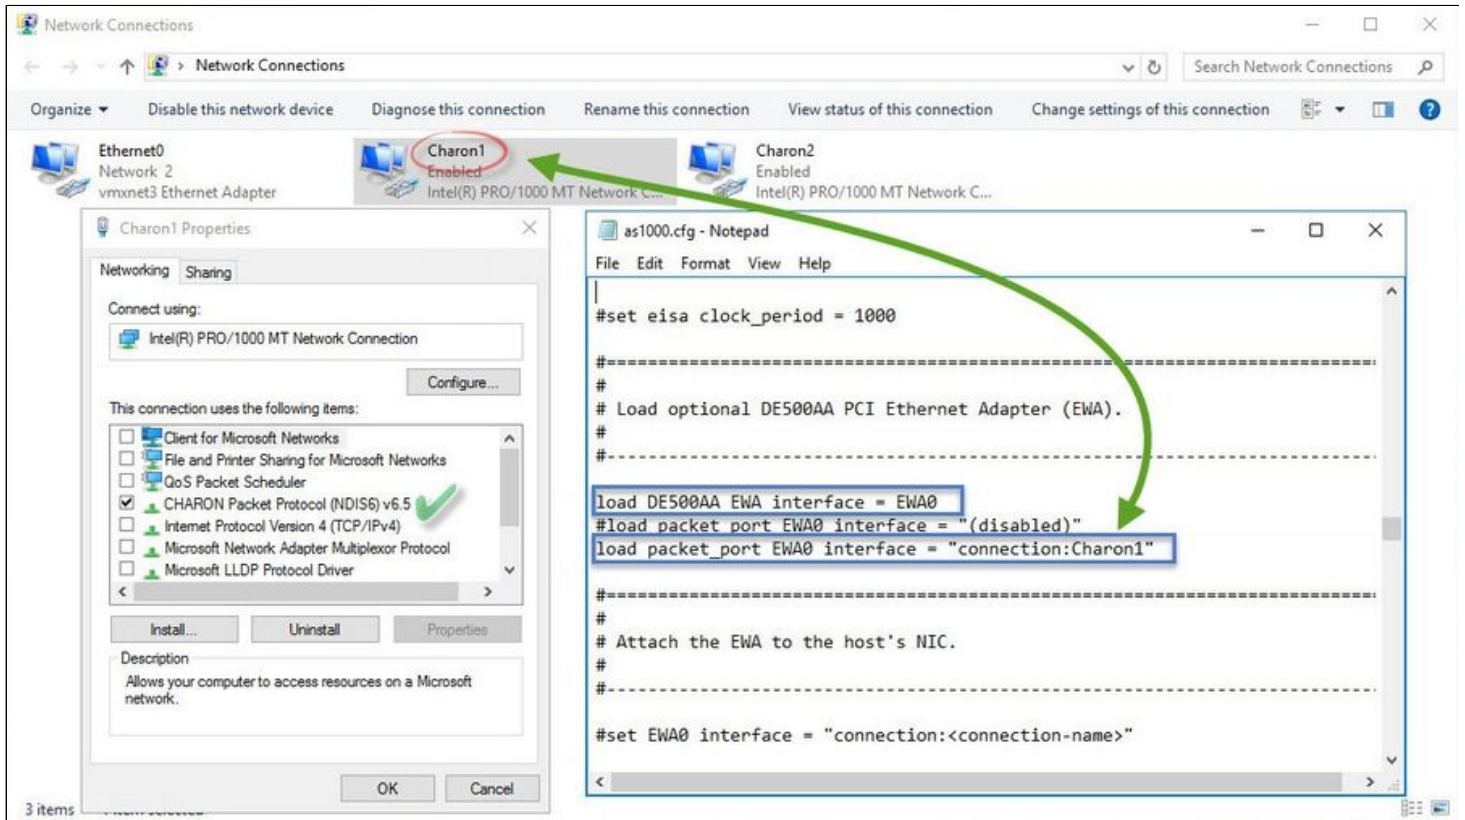 Network Connections
Network Connections
Search Network Connections
Organize
Disable this network device
Diagnose this connection
Rename this connection
View status of this connection
Change settings of this connection
Ethernet0
Network 2
vmxnet3 Ethernet Adapter
Charon1
Enabled
Intel(R) PRO/1000 MT Network C...
Charon2
Enabled
Intel(R) PRO/1000 MT Network C...
Charon1 Properties
Networking
Sharing
Connect using:
Intel(R) PRO/1000 MT Network Connection
Configure...
This connection uses the following items:
Client for Microsoft Networks
File and Printer Sharing for Microsoft Networks
QoS Packet Scheduler
CHARON Packet Protocol (NDIS6) v6.5
Internet Protocol Version 4 (TCP/IPv4)
Microsoft Network Adapter Multiplexor Protocol
Microsoft LLDP Protocol Driver
Install...
Uninstall
Properties
Description
Allows your computer to access resources on a Microsoft
network.
OK
Cancel
as1000.cfg - Notepad
File Edit Format View Help
#set eisa clock_period = 1000
#==========================================================================
#
# Load optional DE500AA PCI Ethernet Adapter (EWA).
#
#--------------------------------------------------------------------------
load DE500AA EWA interface = EWA0
#load packet_port EWA0 interface = "(disabled)"
load packet_port EWA0 interface = "connection:Charon1"
#==========================================================================
#
# Attach the EWA to the host's NIC.
#
#--------------------------------------------------------------------------
#set EWA0 interface = "connection:<connection-name>"
3 items